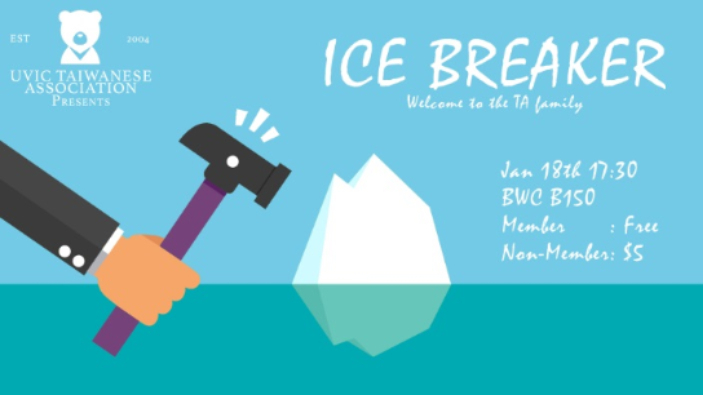 EST 2004
UVIC TAIWANESE
ASSOCIATION
PRESENTS
ICE BREAKER
Welcome to the TA family
Jan 18th 17:30
BWC B150
Member : Free
Non-Member: $5